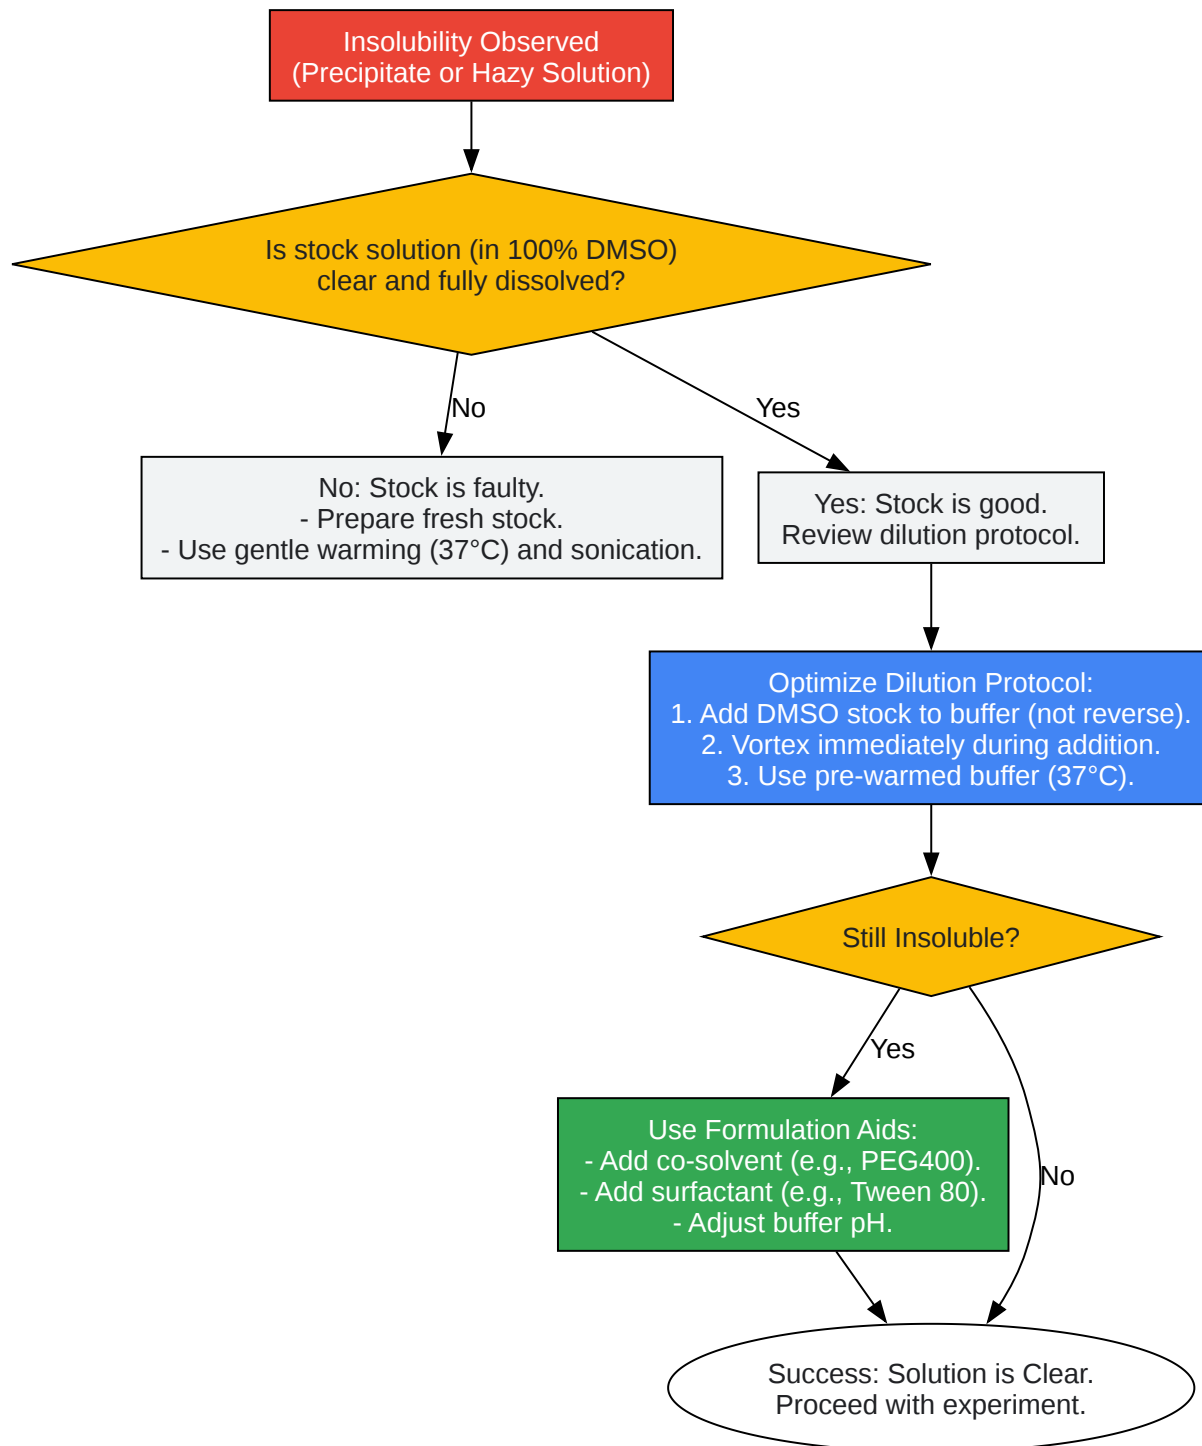 Insolubility Observed
(Precipitate or Hazy Solution)
Is stock solution (in 100% DMSO)
clear and fully dissolved?
No
Yes
No: Stock is faulty.
- Prepare fresh stock.
- Use gentle warming (37°C) and sonication.
Yes: Stock is good.
Review dilution protocol.
Optimize Dilution Protocol:
1. Add DMSO stock to buffer (not reverse).
2. Vortex immediately during addition.
3. Use pre-warmed buffer (37°C).
Still Insoluble?
Yes
Use Formulation Aids:
- Add co-solvent (e.g., PEG400).
- Add surfactant (e.g., Tween 80).
- Adjust buffer pH.
No
Success: Solution is Clear.
Proceed with experiment.